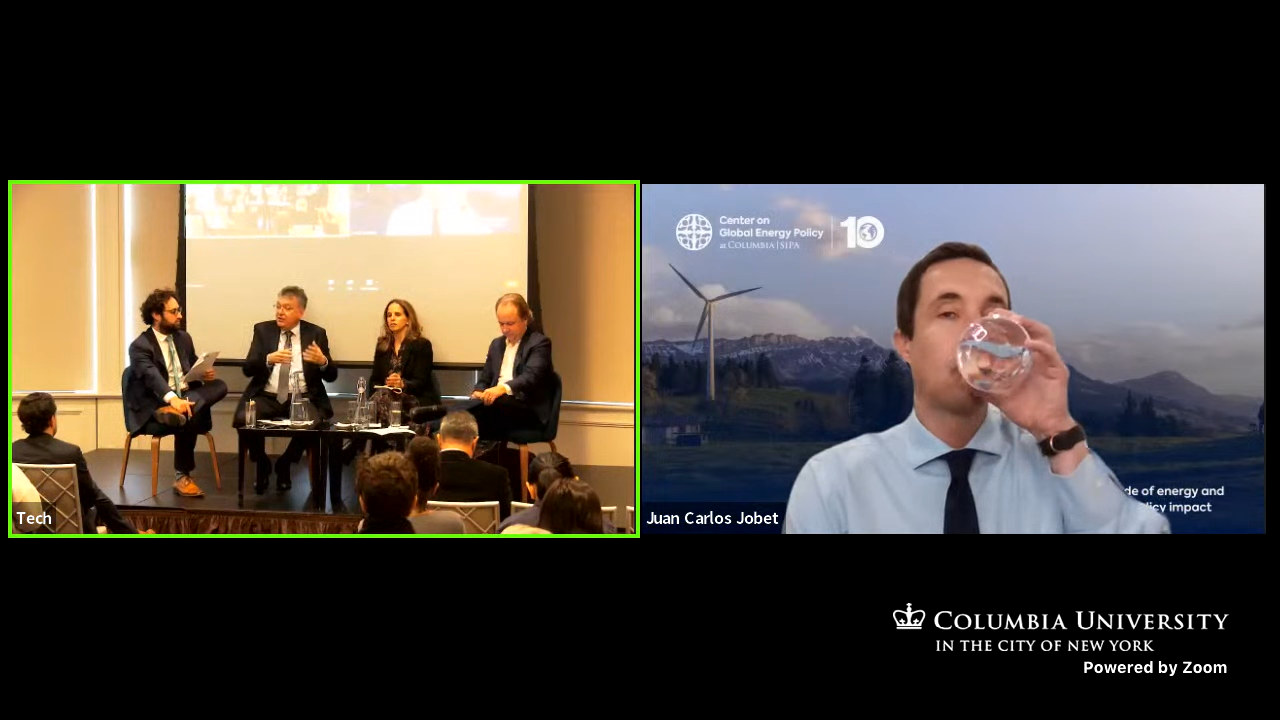 Tech
Center on
Global Energy Policy
at COLUMBIA | SIPA
10
Juan Carlos Jobet
de of energy and
licy impact
COLUMBIA UNIVERSITY
IN THE CITY OF NEW YORK
Powered by Zoom